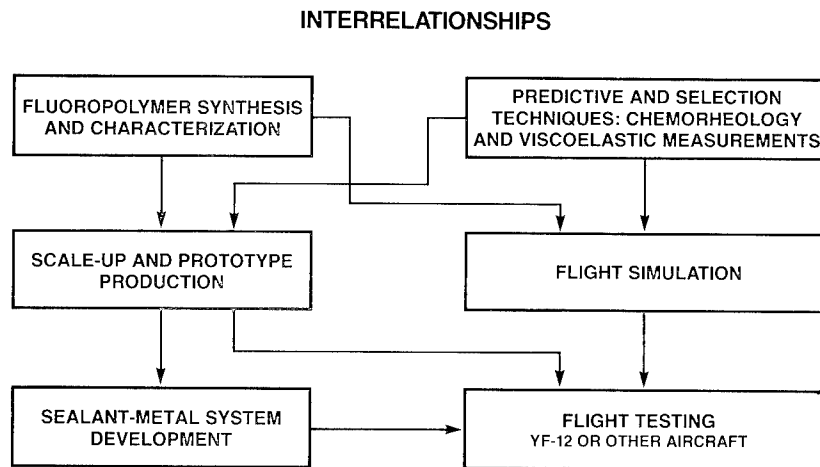 INTERRELATIONSHIPS
FLUOROPOLYMER SYNTHESIS
AND CHARACTERIZATION
PREDICTIVE AND SELECTION
TECHNIQUES: CHEMORHEOLOGY
AND VISCOELASTIC MEASUREMENTS
SCALE-UP AND PROTOTYPE
PRODUCTION
FLIGHT SIMULATION
SEALANT-METAL SYSTEM
DEVELOPMENT
FLIGHT TESTING
YF-12 OR OTHER AIRCRAFT